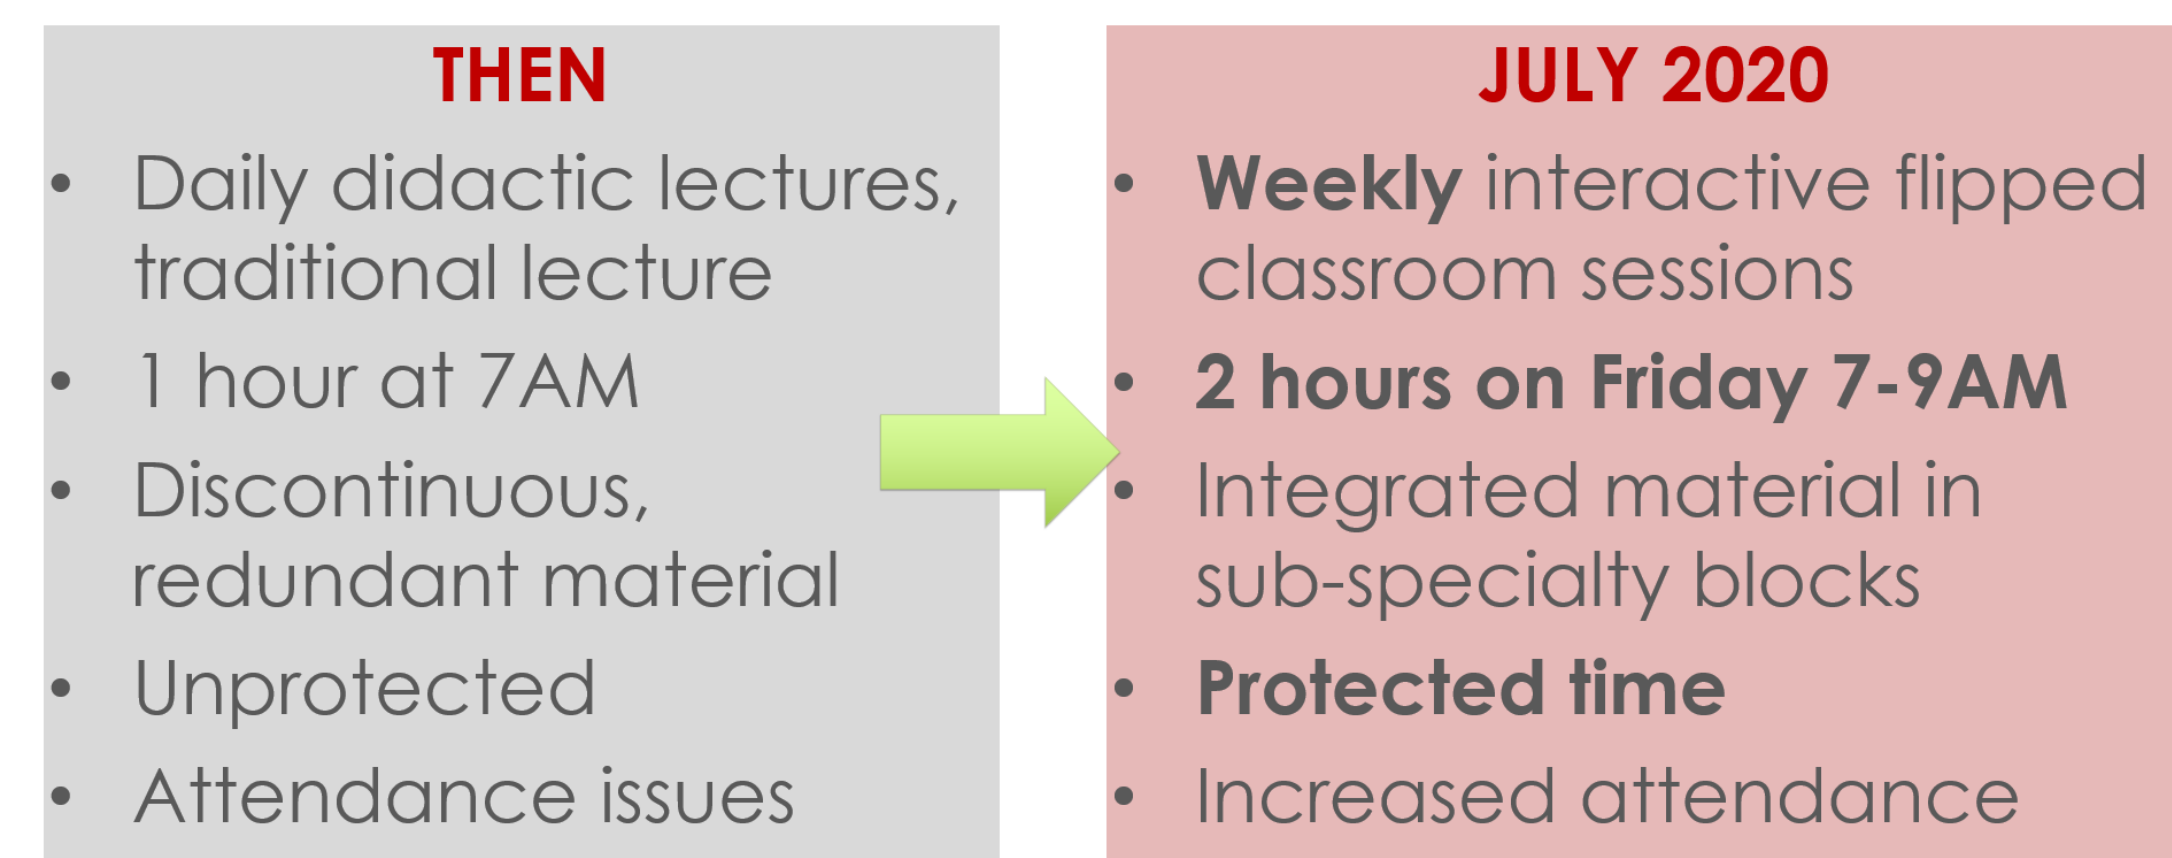 THEN
• Daily didactic lectures,
traditional lecture
• 1 hour at 7AM
• Discontinuous,
redundant material
• Unprotected
• Attendance issues
JULY 2020
• Weekly interactive flipped
classroom sessions
• 2 hours on Friday 7-9AM
• Integrated material in
sub-specialty blocks
• Protected time
• Increased attendance